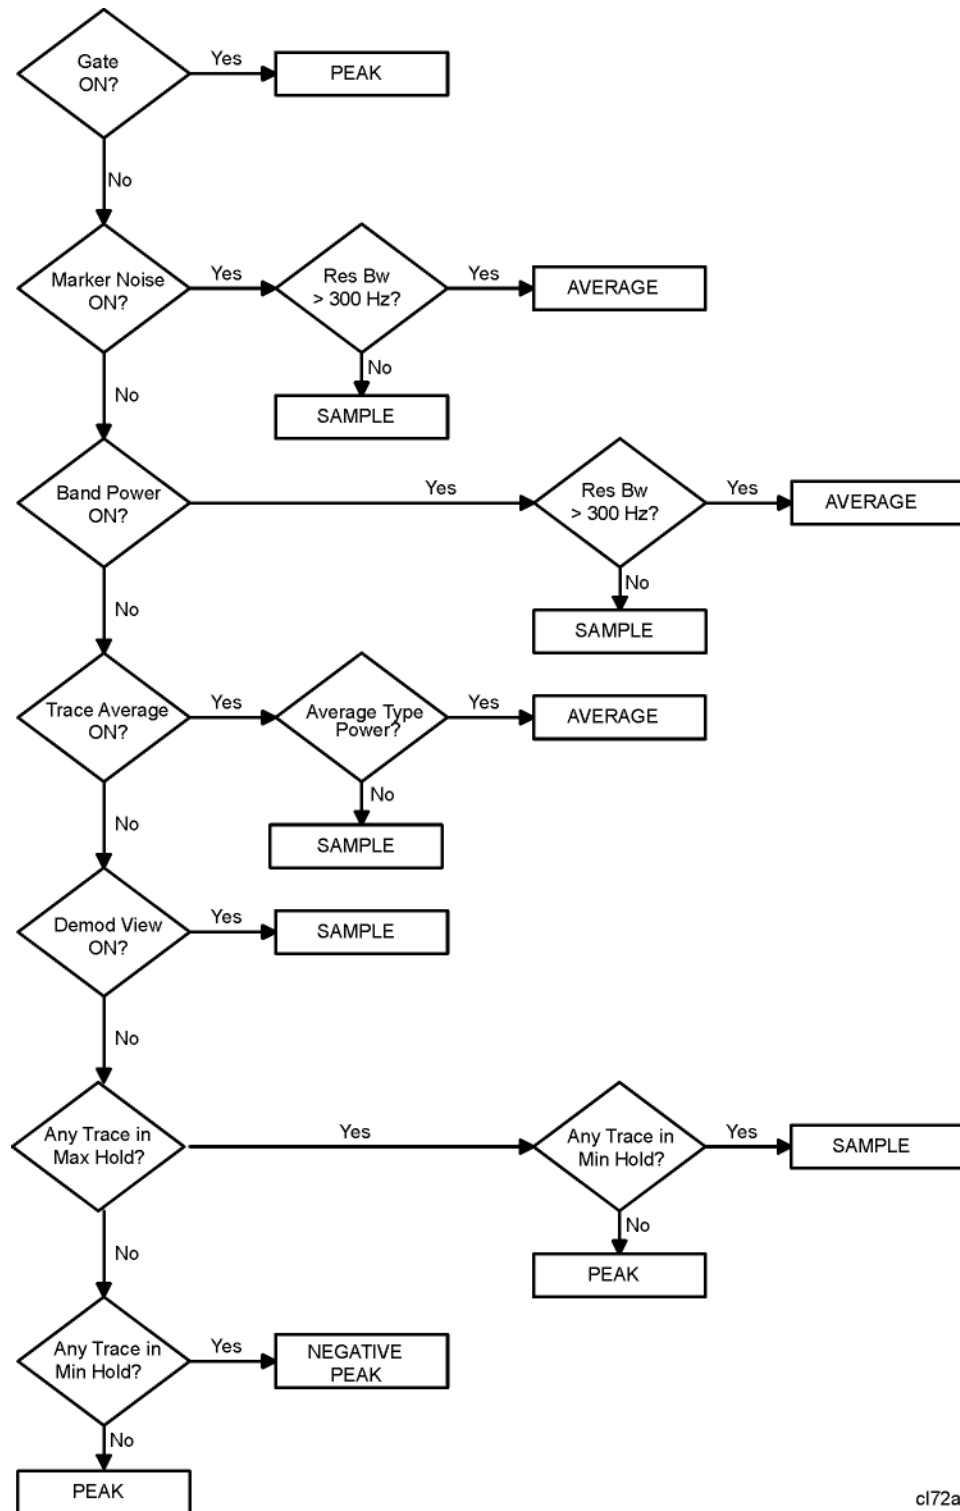 Gate
ON?
Yes
PEAK
No
Marker Noise
ON?
Yes
Res Bw
> 300 Hz?
Yes
AVERAGE
No
SAMPLE
No
Band Power
ON?
Yes
Res Bw
> 300 Hz?
Yes
AVERAGE
No
SAMPLE
No
Trace Average
ON?
Yes
Average Type
Power?
Yes
AVERAGE
No
SAMPLE
No
Demod View
ON?
Yes
SAMPLE
No
Any Trace in
Max Hold?
Yes
Any Trace in
Min Hold?
Yes
SAMPLE
No
PEAK
No
Any Trace in
Min Hold?
Yes
NEGATIVE
PEAK
No
PEAK
cl72a